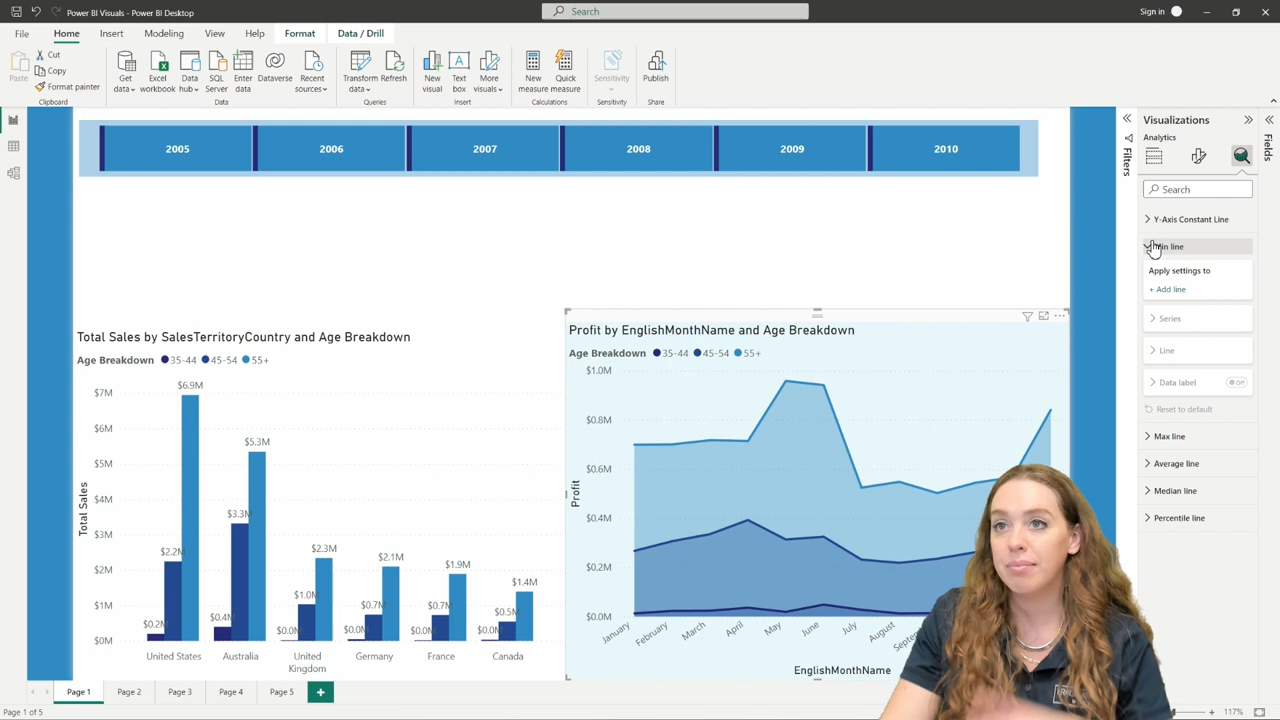 Power BI Visuals - Power BI Desktop
Search
Sign in
File
Home
Insert
Modeling
View
Help
Format
Data / Drill
Paste
Cut
Copy
Format painter
Clipboard
Get data
Excel workbook
Data hub
SQL Server
Enter data
Dataverse
Recent sources
Data
Transform data
Refresh
Queries
New visual
Text box
More visuals
Insert
New measure
Quick measure
Calculations
Sensitivity
Sensitivity
Publish
Share
2005
2006
2007
2008
2009
2010
Total Sales by SalesTerritoryCountry and Age Breakdown
Age Breakdown 35-44 45-54 55+
Total Sales
$7M
$6M
$5M
$4M
$3M
$2M
$1M
$0M
$0.2M
$2.2M
$6.9M
$0.4M
$3.3M
$5.3M
$0.0M
$1.0M
$2.3M
$0.0M
$0.7M
$2.1M
$0.0M
$0.7M
$1.9M
$0.0M
$0.5M
$1.4M
United States
Australia
United Kingdom
Germany
France
Canada
Profit by EnglishMonthName and Age Breakdown
Age Breakdown 35-44 45-54 55+
Profit
$1.0M
$0.8M
$0.6M
$0.4M
$0.2M
$0.0M
January
February
March
April
May
June
July
August
EnglishMonthName
Filters
Visualizations
Analytics
Search
Y-Axis Constant Line
line
Apply settings to
+ Add line
Series
Line
Data label
Off
Reset to default
Max line
Average line
Median line
Percentile line
Fields
Page 1
Page 2
Page 3
Page 4
Page 5
Page 1 of 5
117%